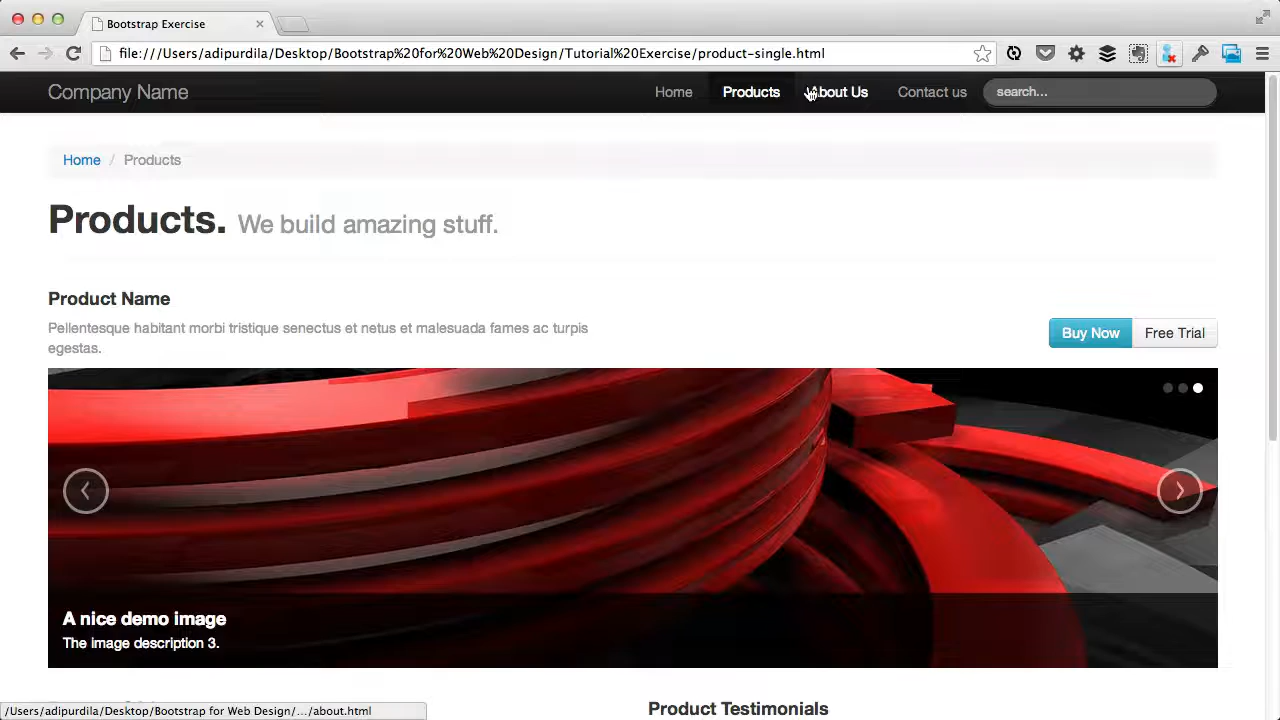 Bootstrap Exercise
file:///Users/adipurdila/Desktop/Bootstrap%20for%20Web%20Design/Tutorial%20Exercise/product-single.html
Company Name
Home
Products
About Us
Contact us
search...
Home / Products
Products. We build amazing stuff.
Product Name
Pellentesque habitant morbi tristique senectus et netus et malesuada fames ac turpis
egestas.
Buy Now
Free Trial
A nice demo image
The image description 3.
Product Testimonials
/Users/adipurdila/Desktop/Bootstrap for Web Design/.../about.html